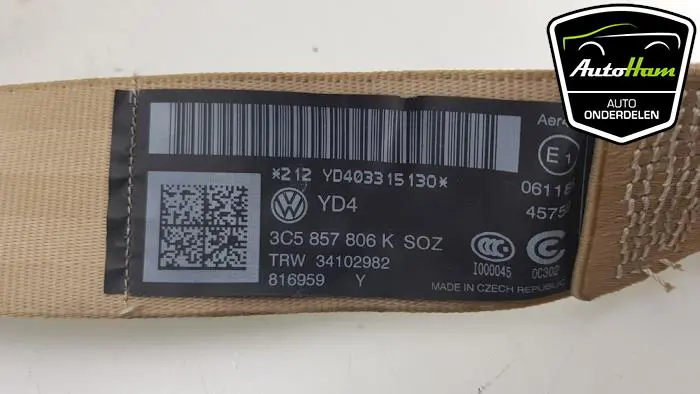 AutoHam
AUTO
ONDERDELEN
*212 YD403315130*
YD4
3C5 857 806 K SOZ
TRW 34102982
816959 Y
E1
I000045
0C302
MADE IN CZECH REPUBLIC